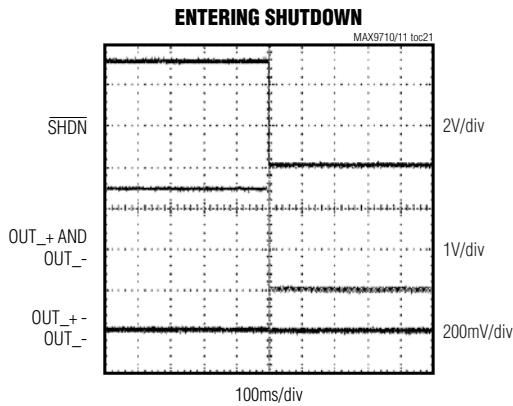 ENTERING SHUTDOWN
MAX9710/11 toc21
SHDN
2V/div
OUT_+ AND
OUT_-
1V/div
OUT_+ -
OUT_-
200mV/div
100ms/div